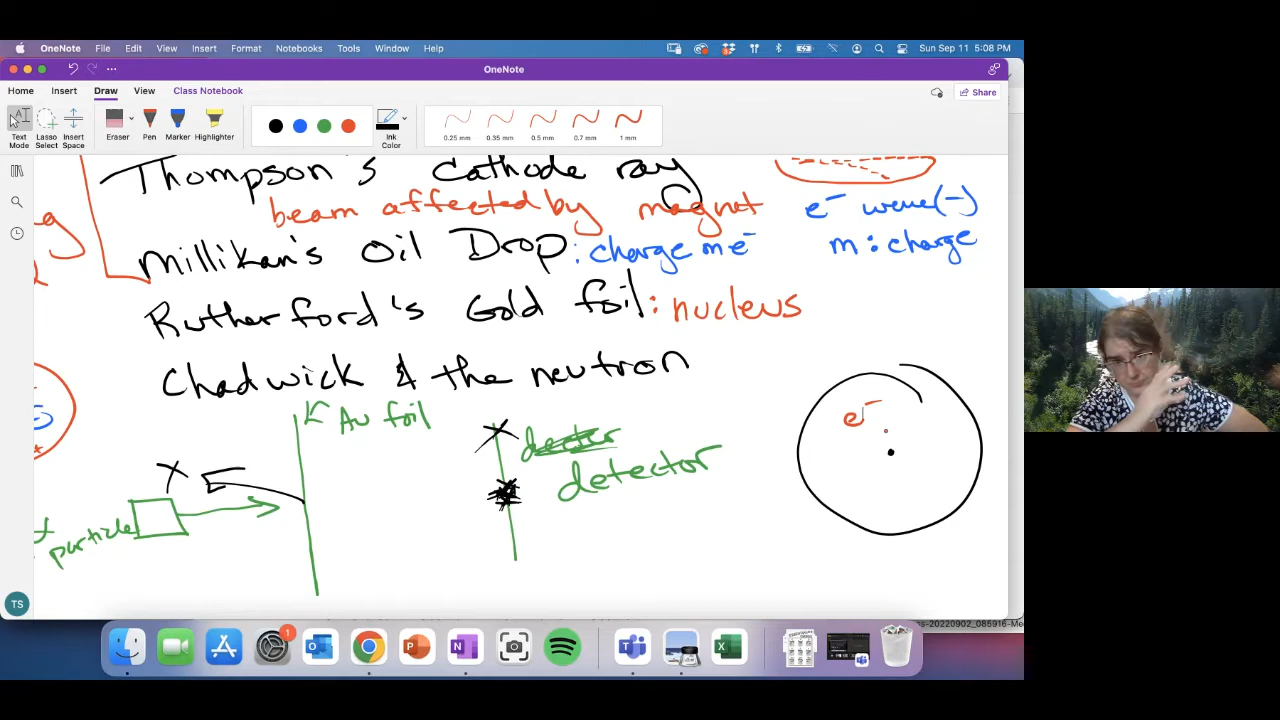 OneNote File Edit View Insert Format Notebooks Tools Window Help Sun Sep 11 5:08 PM
OneNote
Home Insert Draw View Class Notebook Share
Text Mode Lasso Select Insert Space Eraser Pen Marker Highlighter Ink Color 0.25 mm 0.35 mm 0.5 mm 0.7 mm 1 mm
Thompson's Cathode ray
beam affected by magnet e⁻ were (-)
Millikan's Oil Drop: charge m e⁻ m: charge
Rutherford's Gold foil: nucleus
Chadwick & the neutron
Au foil
e⁻
detector
particle
TS
1